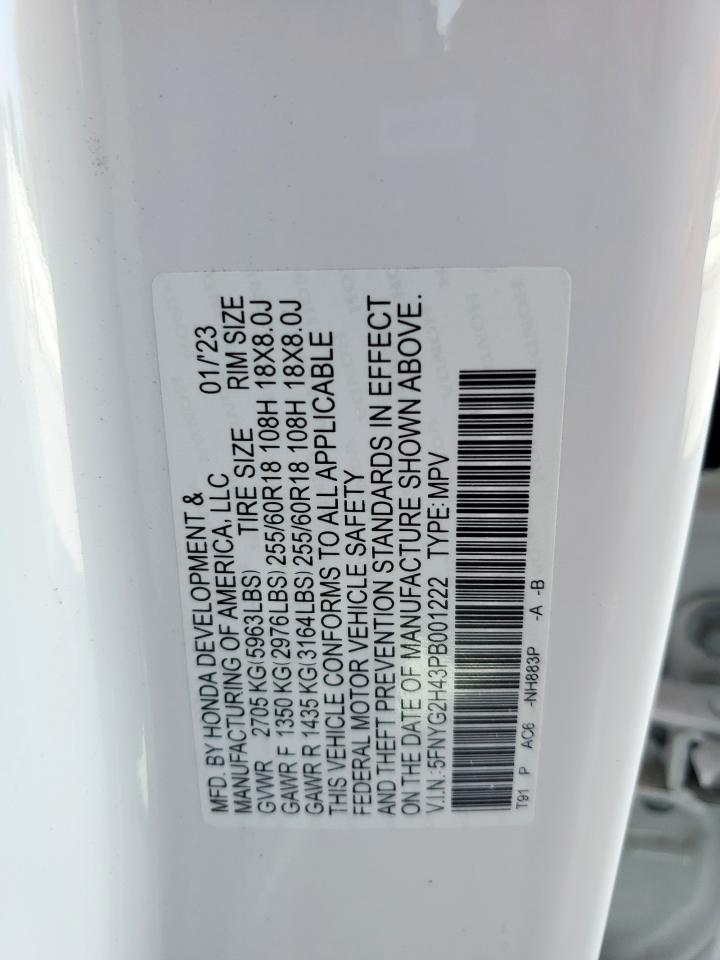 MFD. BY HONDA DEVELOPMENT &
MANUFACTURING OF AMERICA, LLC 01/'23
GVWR 2705 KG(5963LBS) TIRE SIZE RIM SIZE
GAWR F 1350 KG(2976LBS) 255/60R18 108H 18X8.0J
GAWR R 1435 KG(3164LBS) 255/60R18 108H 18X8.0J
THIS VEHICLE CONFORMS TO ALL APPLICABLE
FEDERAL MOTOR VEHICLE SAFETY
AND THEFT PREVENTION STANDARDS IN EFFECT
ON THE DATE OF MANUFACTURE SHOWN ABOVE.
V.I.N.:5FNYG2H43PB001222 TYPE:MPV
T91 P AC6 -NH883P -A -B